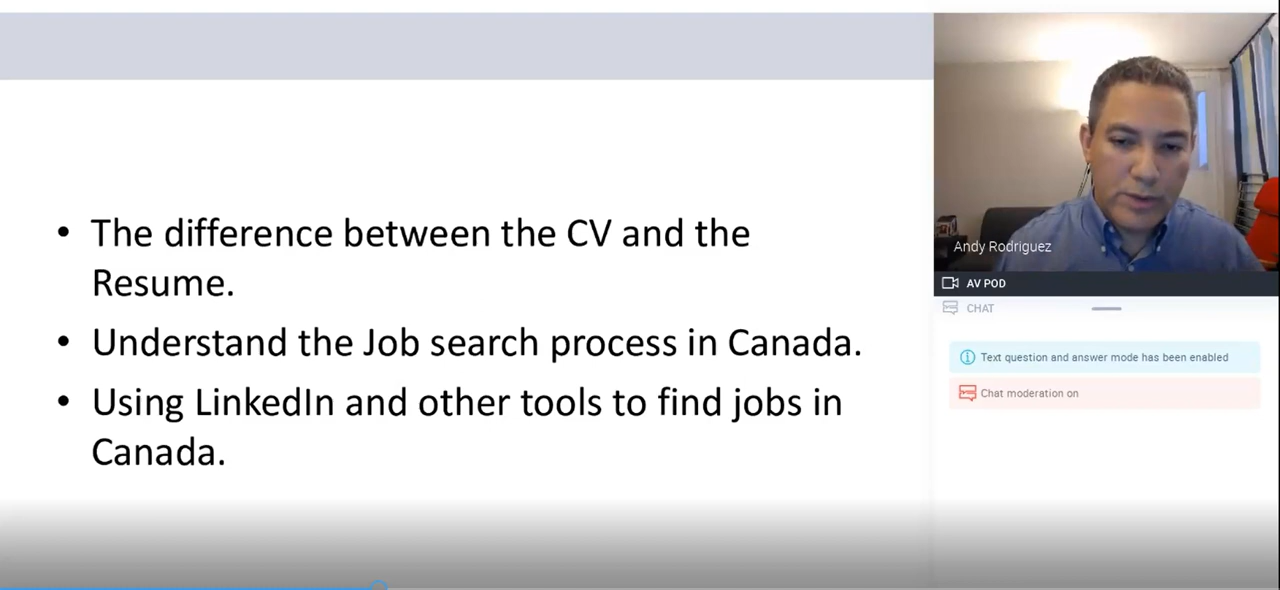 • The difference between the CV and the
Resume.
• Understand the Job search process in Canada.
• Using LinkedIn and other tools to find jobs in
Canada.
Andy Rodriguez
AV POD
CHAT
Text question and answer mode has been enabled
Chat moderation on